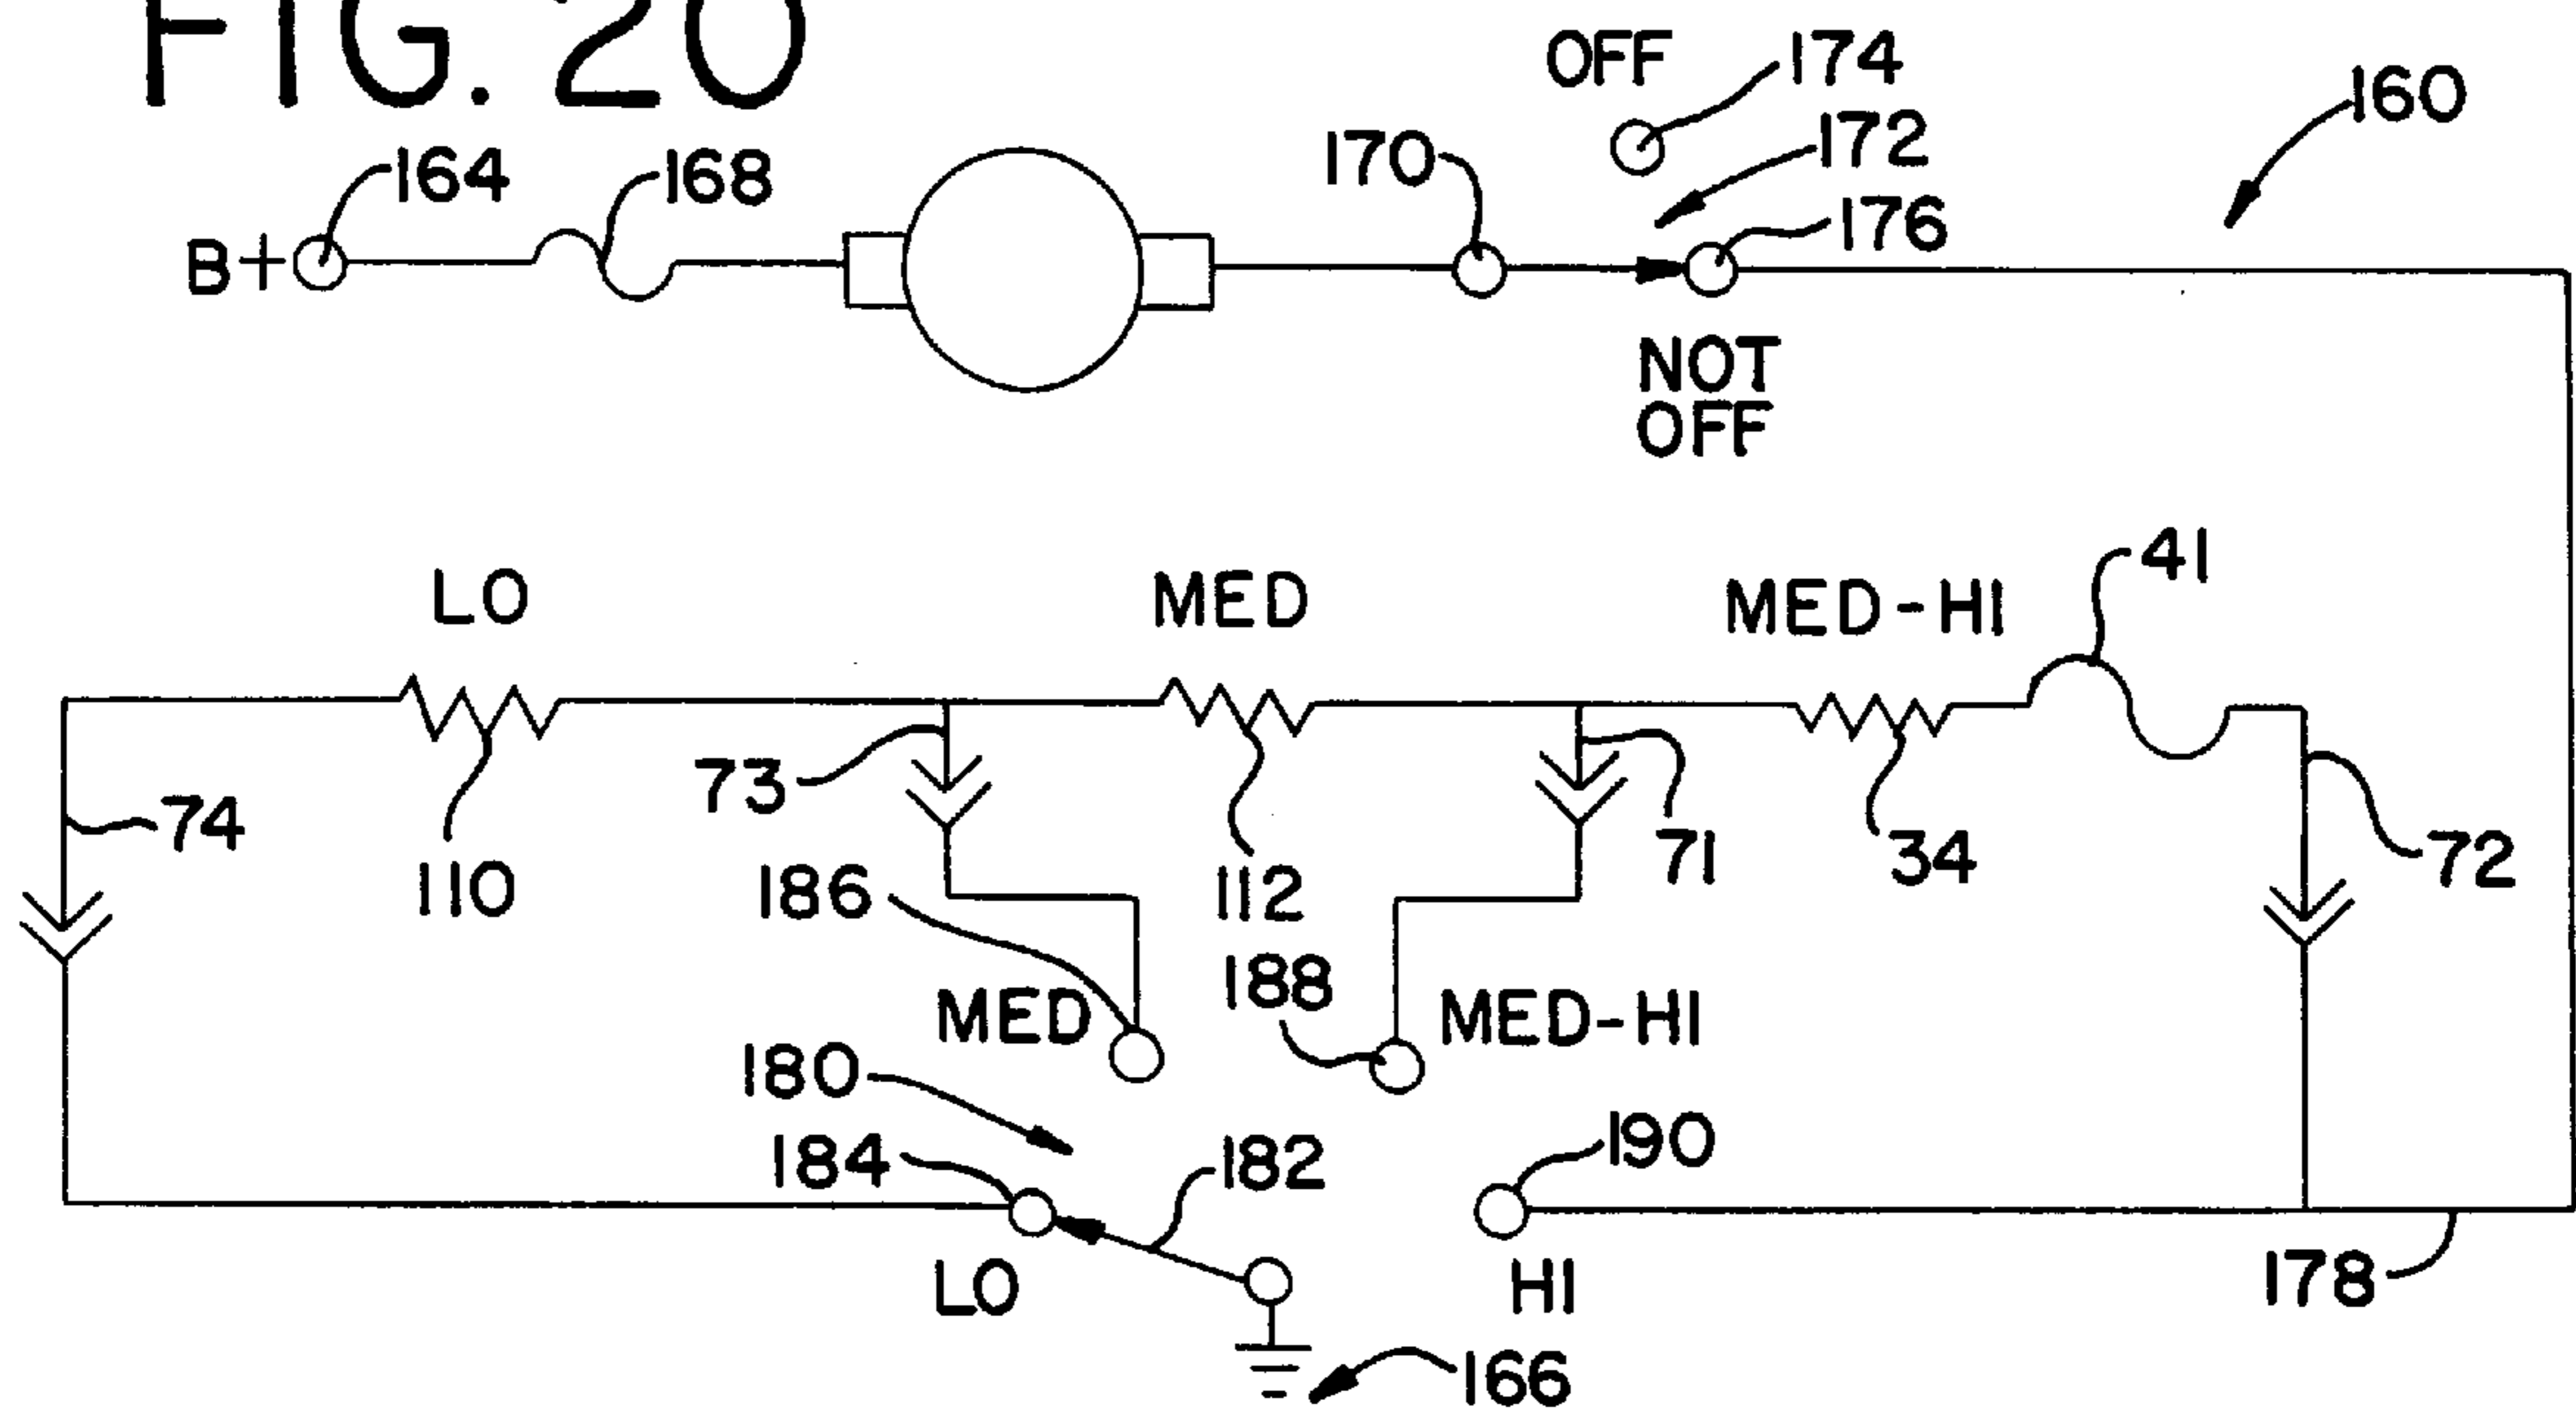 FIG. 20
OFF 174
160
164 168 170 172
B+ 176
NOT
OFF
41
LO MED MED-HI
73
74 110 186 112 71 34 72
188
MED MED-HI
180
184 182 190
LO HI 178
166